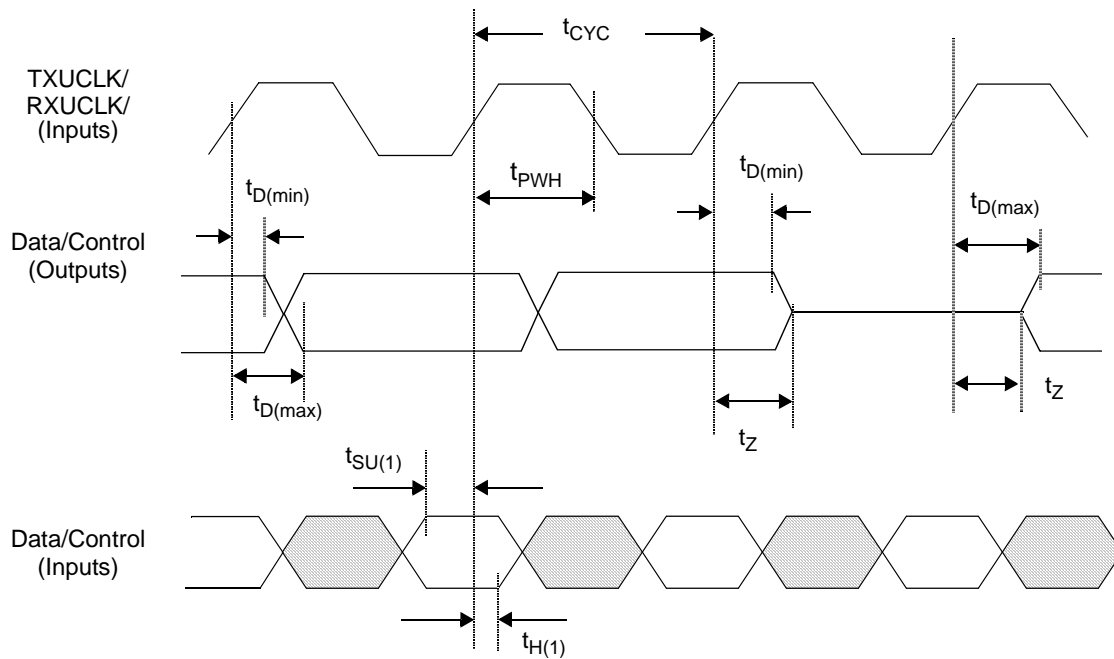 tCYC
TXUCLK/
RXUCLK/
(Inputs)
tD(min)
tPWH
tD(min)
tD(max)
Data/Control
(Outputs)
tD(max)
tZ
tZ
tSU(1)
Data/Control
(Inputs)
tH(1)